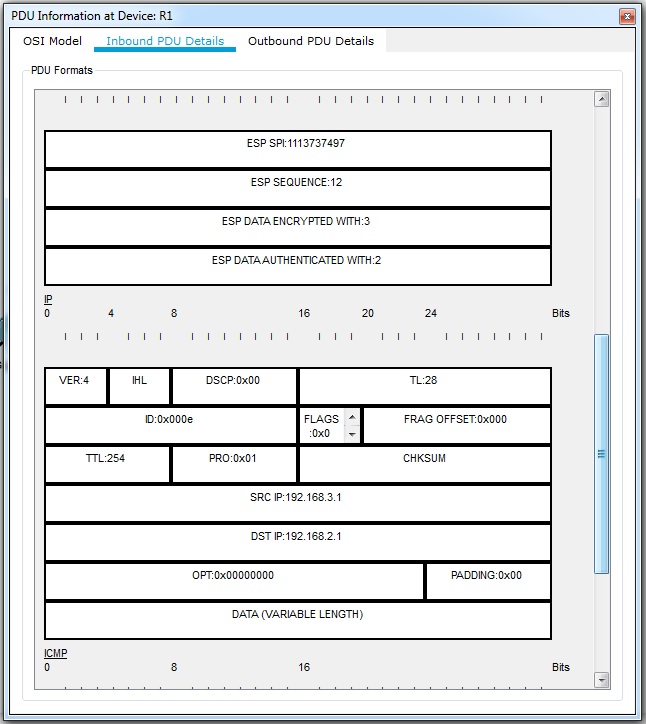 PDU Information at Device: R1
OSI Model Inbound PDU Details Outbound PDU Details
PDU Formats
ESP SPI:1113737497
ESP SEQUENCE:12
ESP DATA ENCRYPTED WITH:3
ESP DATA AUTHENTICATED WITH:2
IP
0 4 8 16 20 24 Bits
VER:4 IHL DSCP:0x00 TL:28
ID:0x000e FLAGS :0x0 FRAG OFFSET:0x000
TTL:254 PRO:0x01 CHKSUM
SRC IP:192.168.3.1
DST IP:192.168.2.1
OPT:0x00000000 PADDING:0x00
DATA (VARIABLE LENGTH)
ICMP
0 8 16 Bits